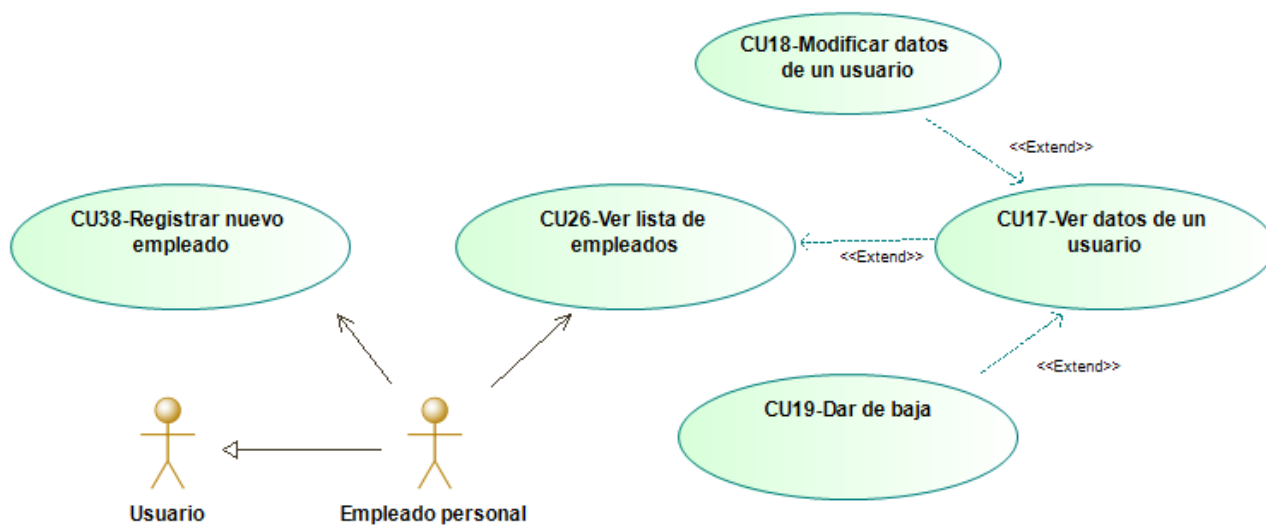 CU18-Modificar datos
de un usuario
<<Extend>>
CU38-Registrar nuevo
empleado
CU26-Ver lista de
empleados
<<Extend>>
CU17-Ver datos de un
usuario
<<Extend>>
CU19-Dar de baja
Usuario
Empleado personal